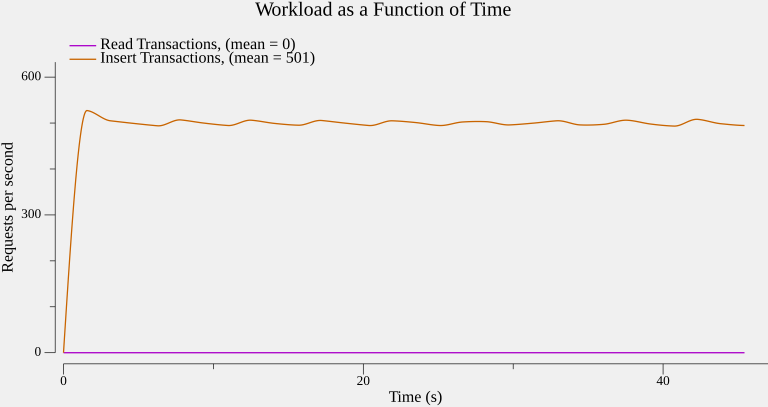 Workload as a Function of Time
Read Transactions, (mean = 0)
Insert Transactions, (mean = 501)
600
300
0
Requests per second
0 20 40
Time (s)